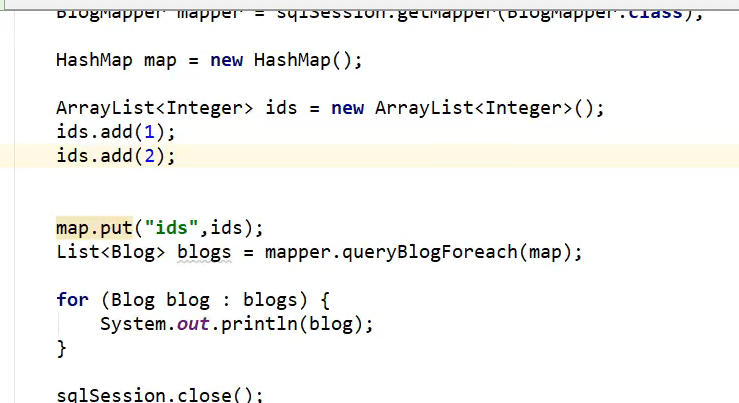 BlogMapper mapper = sqlSession.getMapper(BlogMapper.class);
HashMap map = new HashMap();
ArrayList<Integer> ids = new ArrayList<Integer>();
ids.add(1);
ids.add(2);
map.put("ids",ids);
List<Blog> blogs = mapper.queryBlogForeach(map);
for (Blog blog : blogs) {
System.out.println(blog);
}
sqlSession.close();